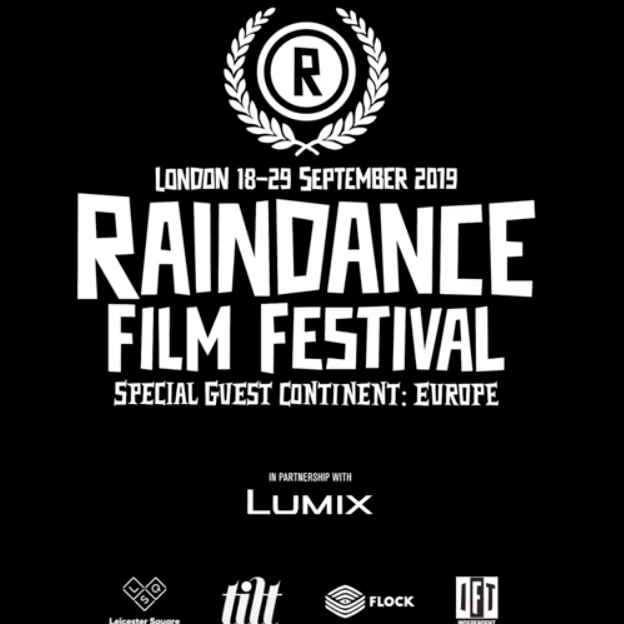 R
LONDON 18-29 SEPTEMBER 2019
RAINDANCE
FILM FESTIVAL
SPECIAL GUEST CONTINENT: EUROPE
IN PARTNERSHIP WITH
LUMIX
LSQ
tilt
FLOCK
IFT
Leicester Square
INDEPENDENT